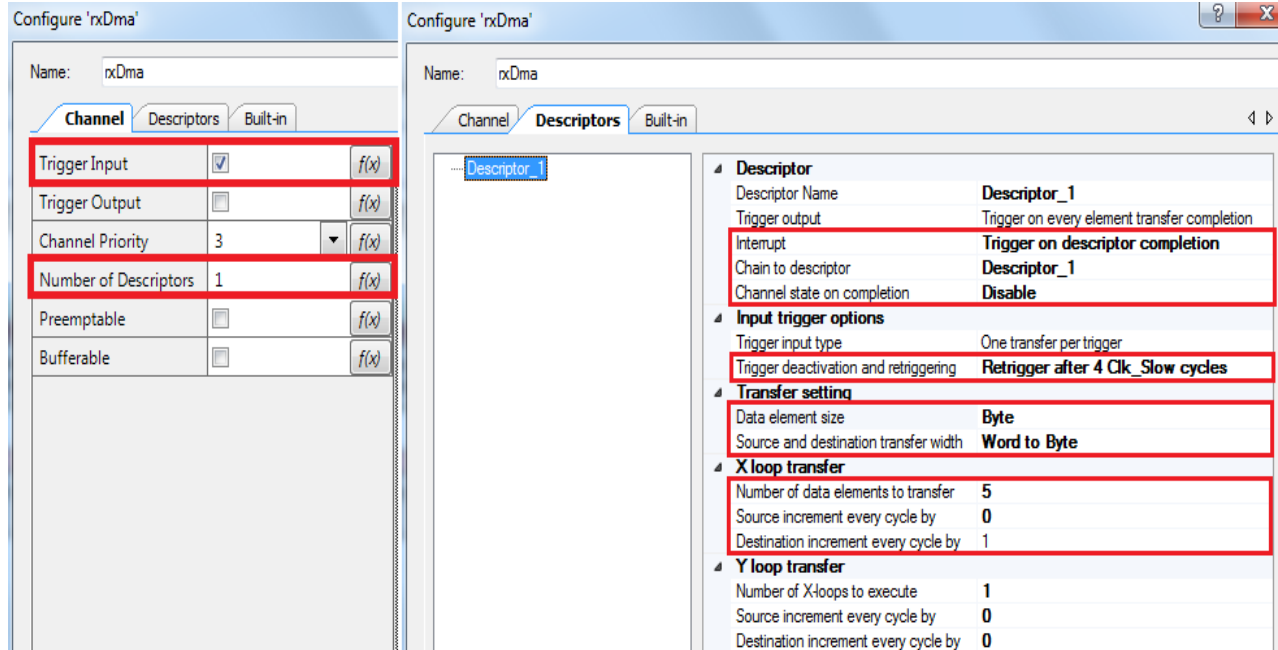 Configure 'rxDma'
Name: rxDma
Channel Descriptors Built-in
Trigger Input f(x)
Trigger Output f(x)
Channel Priority 3 f(x)
Number of Descriptors 1 f(x)
Preemptable f(x)
Bufferable f(x)
Configure 'rxDma'
? X
Name: rxDma
Channel Descriptors Built-in
Descriptor_1
Descriptor
Descriptor Name Descriptor_1
Trigger output Trigger on every element transfer completion
Interrupt Trigger on descriptor completion
Chain to descriptor Descriptor_1
Channel state on completion Disable
Input trigger options
Trigger input type One transfer per trigger
Trigger deactivation and retriggering Retrigger after 4 Clk_Slow cycles
Transfer setting
Data element size Byte
Source and destination transfer width Word to Byte
X loop transfer
Number of data elements to transfer 5
Source increment every cycle by 0
Destination increment every cycle by 1
Y loop transfer
Number of X-loops to execute 1
Source increment every cycle by 0
Destination increment every cycle by 0